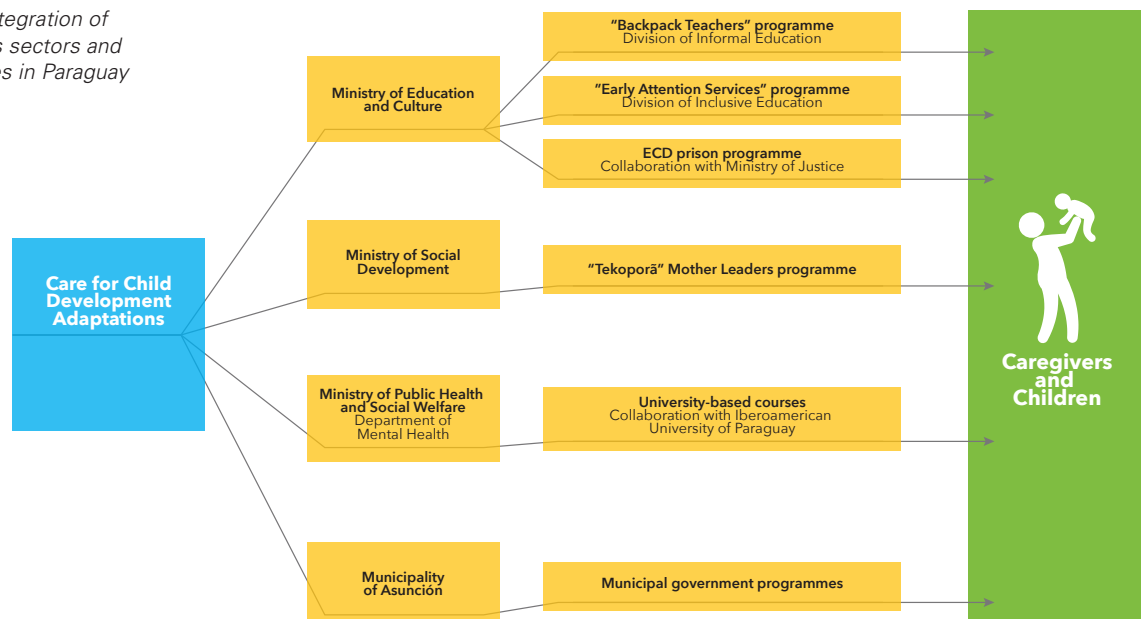 tegration of
s sectors and
es in Paraguay
Care for Child
Development
Adaptations
Ministry of Education
and Culture
"Backpack Teachers" programme
Division of Informal Education
"Early Attention Services" programme
Division of Inclusive Education
ECD prison programme
Collaboration with Ministry of Justice
Ministry of Social
Development
"Tekoporã" Mother Leaders programme
Ministry of Public Health
and Social Welfare
Department of
Mental Health
University-based courses
Collaboration with Iberoamerican
University of Paraguay
Municipality
of Asunción
Municipal government programmes
Caregivers
and
Children